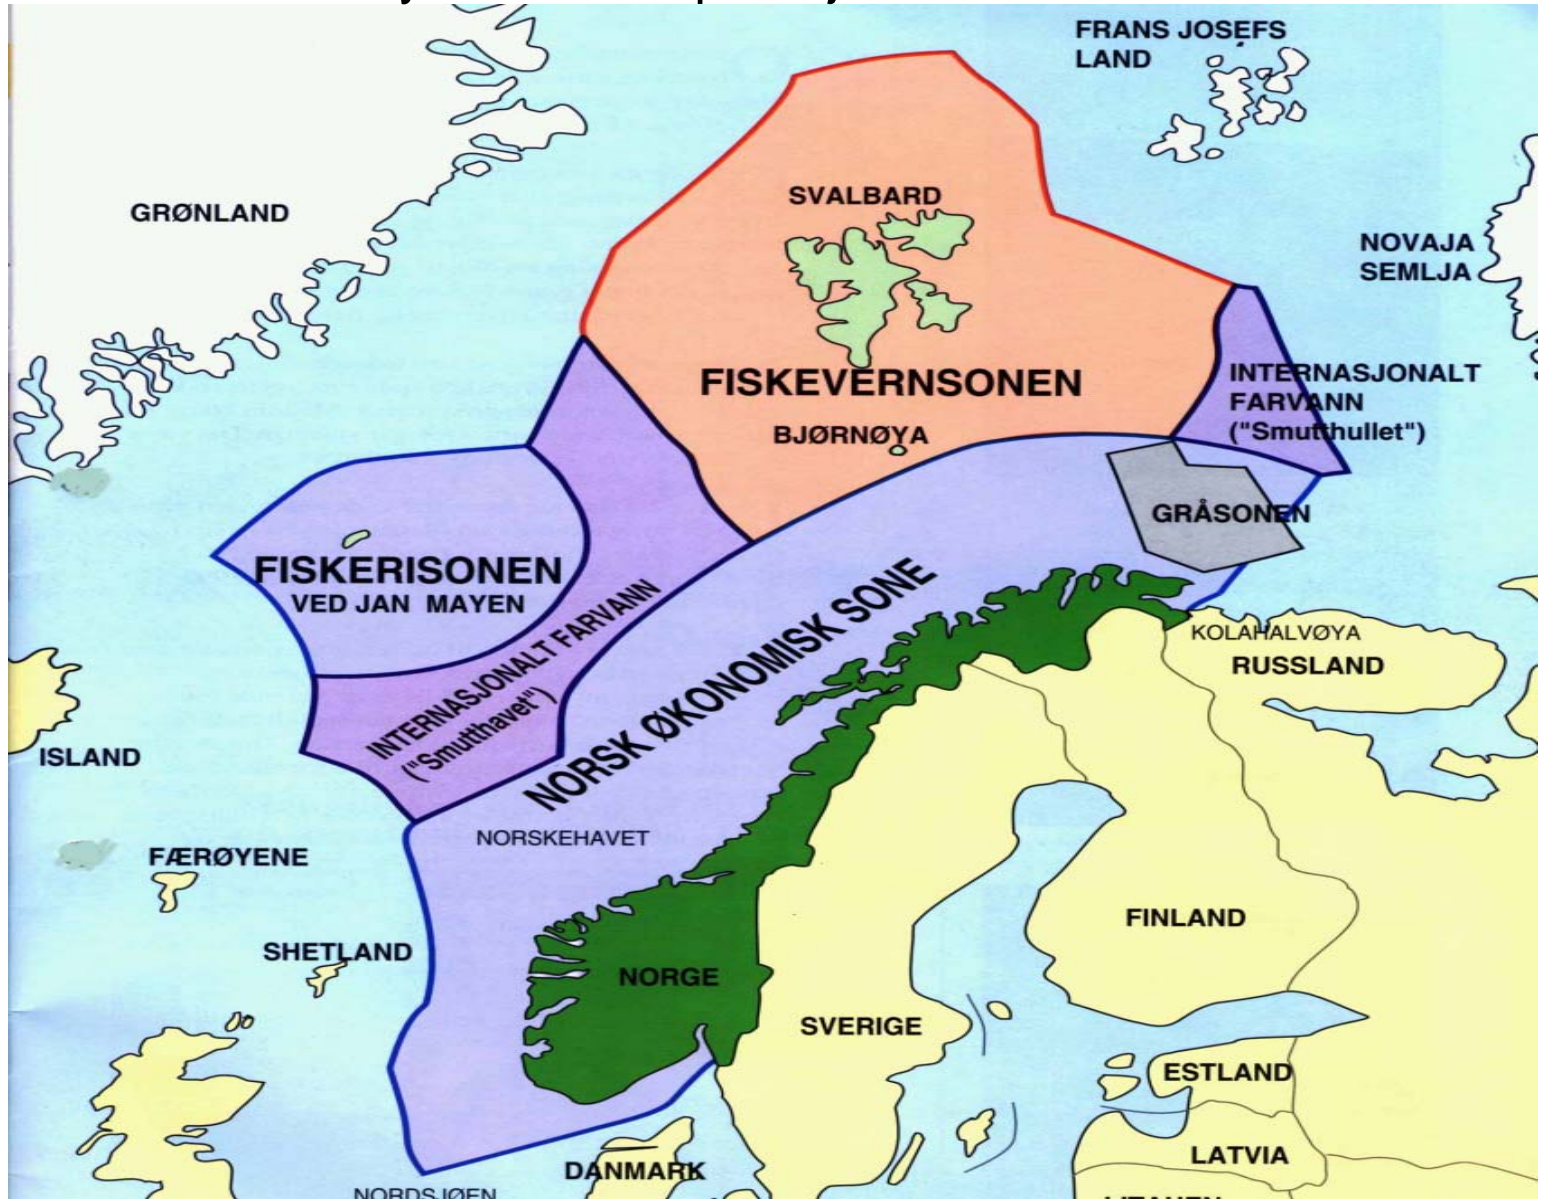 FRANS JOSEFS
LAND
SVALBARD
GRØNLAND
NOVAJA
SEMLJA
FISKEVERNSONEN
INTERNASJONALT
FARVANN
("Smutthullet")
BJØRNØYA
GRÅSONEN
FISKERISONEN
VED JAN MAYEN
INTERNASJONALT FARVANN
("Smutthavet")
NORSK ØKONOMISK SONE
KOLAHALVØYA
RUSSLAND
ISLAND
NORSKEHAVET
FÆRØYENE
FINLAND
SHETLAND
NORGE
SVERIGE
ESTLAND
LATVIA
DANMARK
NORDSJØEN